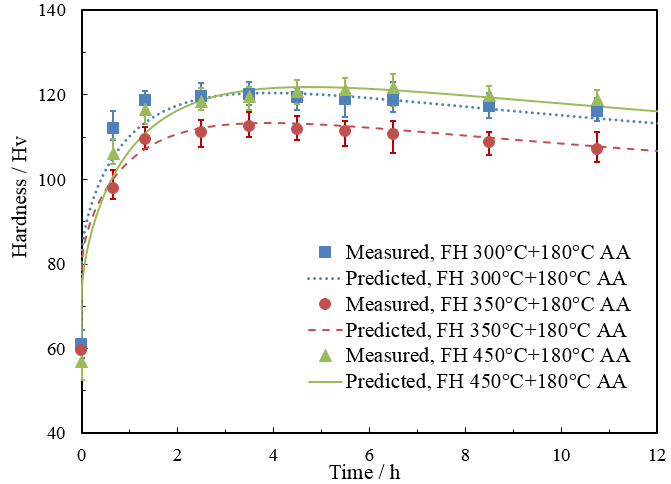 140
120
100
80
60
40
Hardness / Hv
Measured, FH 300°C+180°C AA
Predicted, FH 300°C+180°C AA
Measured, FH 350°C+180°C AA
Predicted, FH 350°C+180°C AA
Measured, FH 450°C+180°C AA
Predicted, FH 450°C+180°C AA
0 2 4 6 8 10 12
Time / h